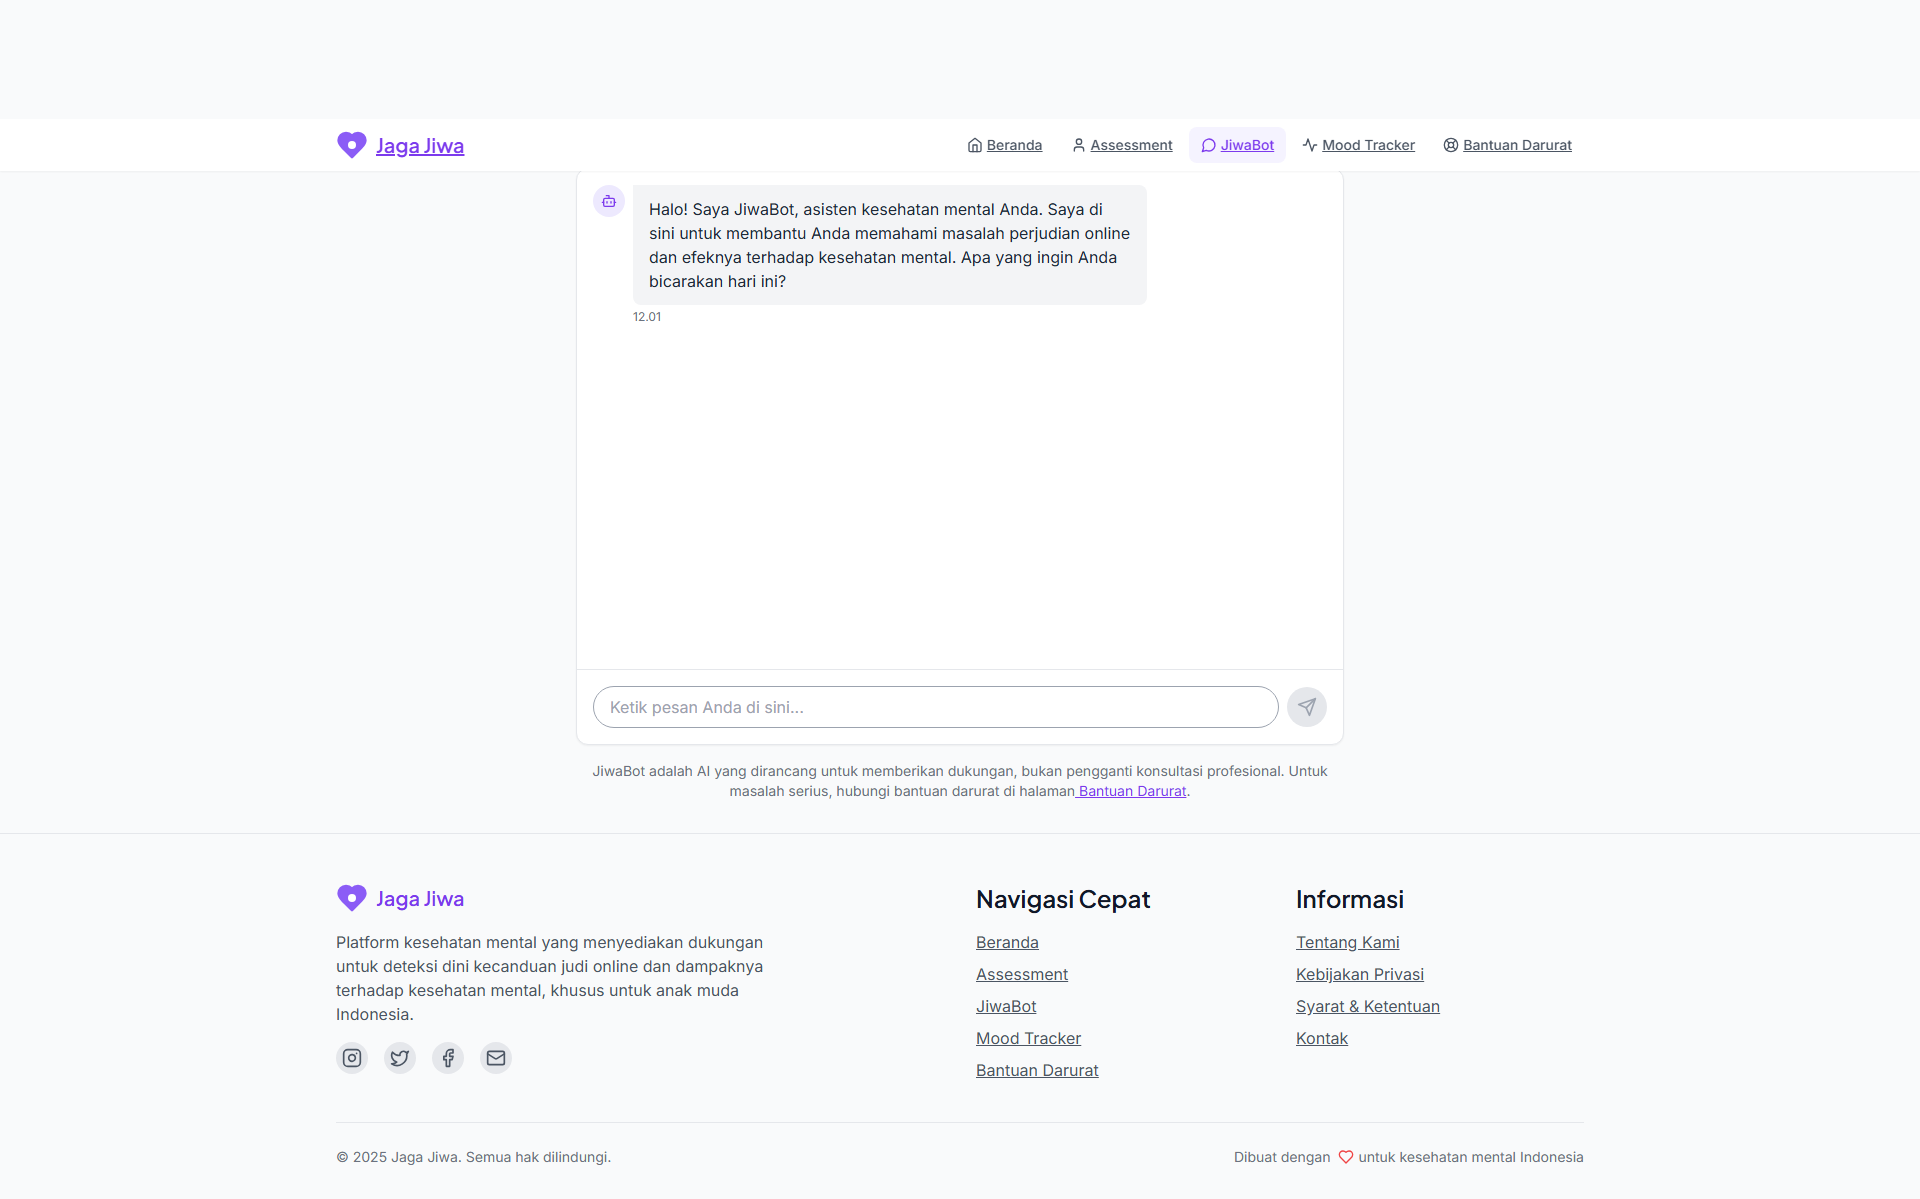 Jaga Jiwa
Beranda
Assessment
JiwaBot
Mood Tracker
Bantuan Darurat
Halo! Saya JiwaBot, asisten kesehatan mental Anda. Saya di
sini untuk membantu Anda memahami masalah perjudian online
dan efeknya terhadap kesehatan mental. Apa yang ingin Anda
bicarakan hari ini?
12.01
Ketik pesan Anda di sini...
JiwaBot adalah AI yang dirancang untuk memberikan dukungan, bukan pengganti konsultasi profesional. Untuk
masalah serius, hubungi bantuan darurat di halaman Bantuan Darurat.
Jaga Jiwa
Platform kesehatan mental yang menyediakan dukungan
untuk deteksi dini kecanduan judi online dan dampaknya
terhadap kesehatan mental, khusus untuk anak muda
Indonesia.
Navigasi Cepat
Beranda
Assessment
JiwaBot
Mood Tracker
Bantuan Darurat
Informasi
Tentang Kami
Kebijakan Privasi
Syarat & Ketentuan
Kontak
© 2025 Jaga Jiwa. Semua hak dilindungi.
Dibuat dengan untuk kesehatan mental Indonesia